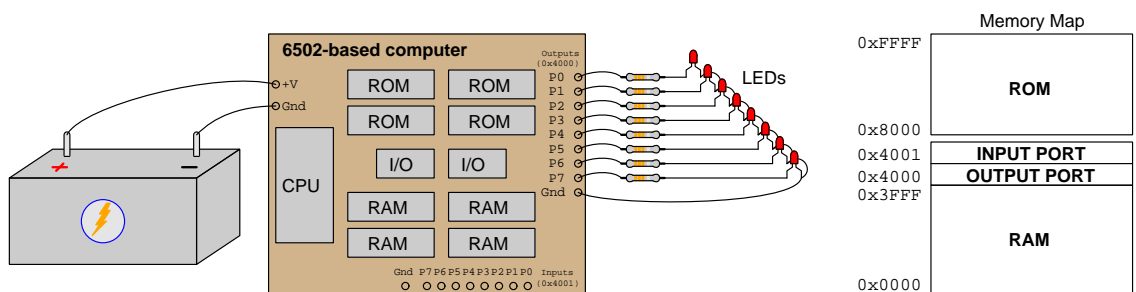 6502-based computer
Outputs
(0x4000)
+V
Gnd
ROM ROM
ROM ROM
I/O I/O
CPU
RAM RAM
RAM RAM
P0
P1
P2
P3
P4
P5
P6
P7
Gnd
Gnd P7 P6 P5 P4 P3 P2 P1 P0 Inputs
(0x4001)
LEDs
Memory Map
0xFFFF
ROM
0x8000
0x4001 INPUT PORT
0x4000 OUTPUT PORT
0x3FFF
RAM
0x0000